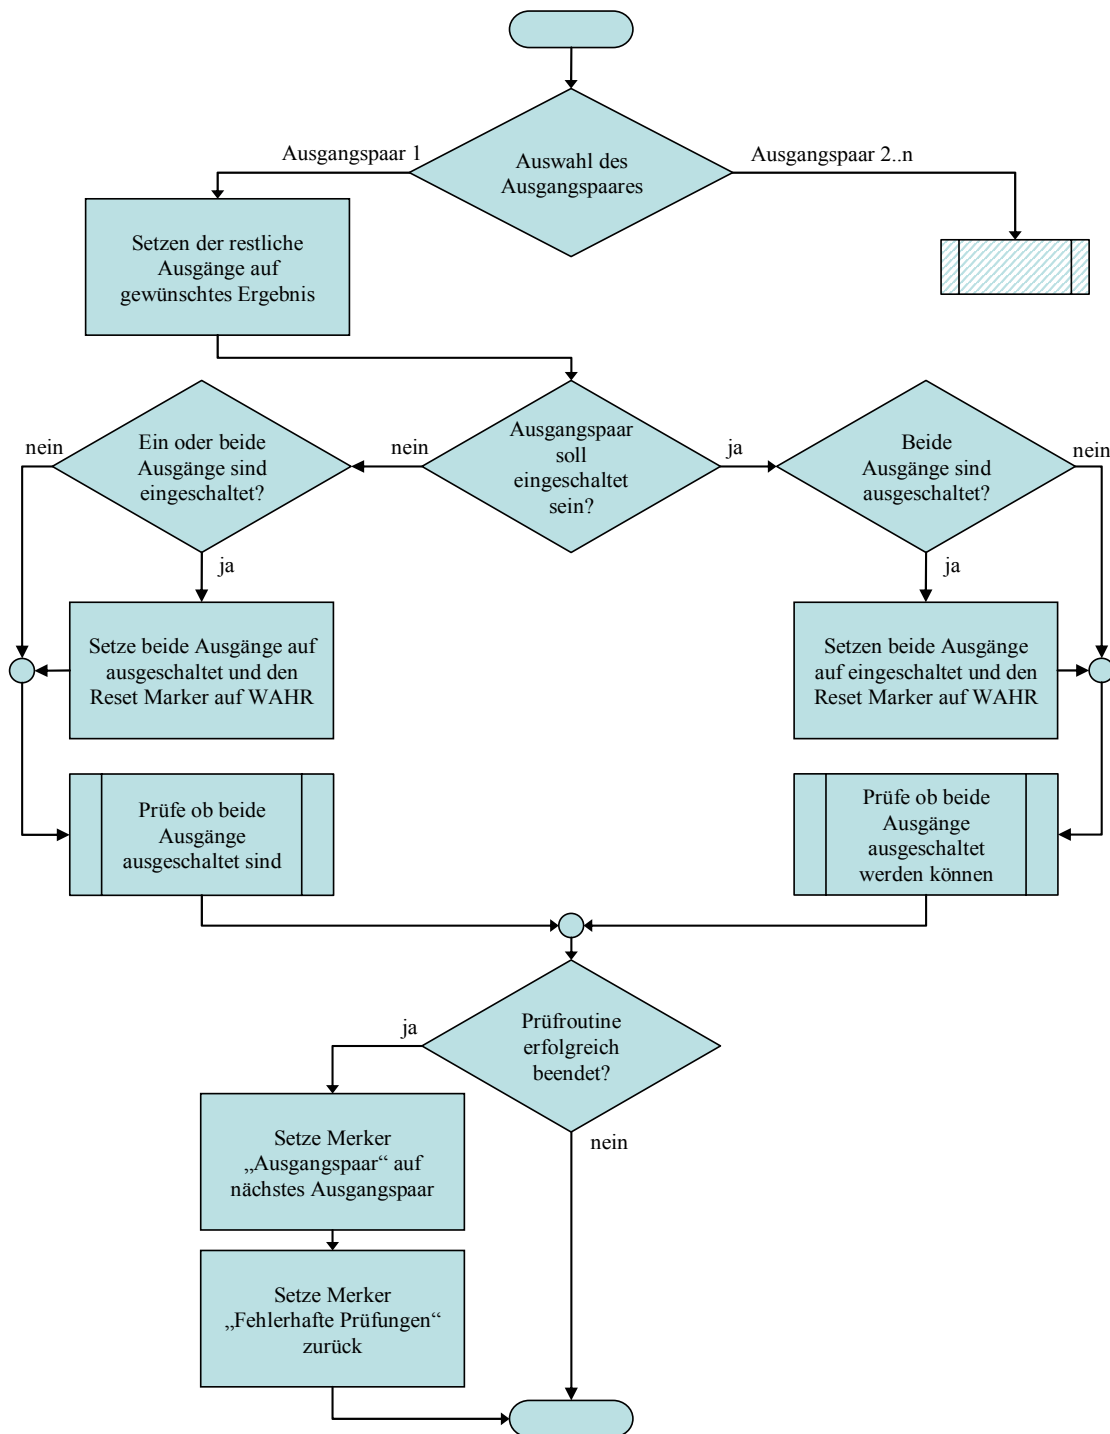 Ausgangspaar 1
Auswahl des
Ausgangspaares
Ausgangspaar 2..n
Setzen der restliche
Ausgänge auf
gewünschtes Ergebnis
nein
Ein oder beide
Ausgänge sind
eingeschaltet?
nein
Ausgangspaar
soll
eingeschaltet
sein?
ja
Beide
Ausgänge sind
ausgeschaltet?
nein
ja
ja
Setze beide Ausgänge auf
ausgeschaltet und den
Reset Marker auf WAHR
Setzen beide Ausgänge
auf eingeschaltet und den
Reset Marker auf WAHR
Prüfe ob beide
Ausgänge
ausgeschaltet sind
Prüfe ob beide
Ausgänge
ausgeschaltet
werden können
Prüfroutine
erfolgreich
beendet?
ja
nein
Setze Merker
„Ausgangspaar“ auf
nächstes Ausgangspaar
Setze Merker
„Fehlerhafte Prüfungen“
zurück